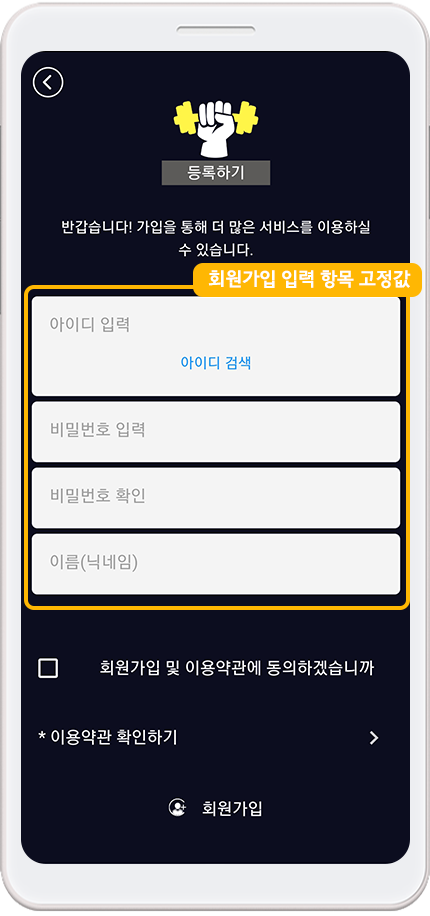 등록하기
반갑습니다! 가입을 통해 더 많은 서비스를 이용하실
수 있습니다.
회원가입 입력 항목 고정값
아이디 입력
아이디 검색
비밀번호 입력
비밀번호 확인
이름(닉네임)
회원가입 및 이용약관에 동의하겠습니까
* 이용약관 확인하기
회원가입